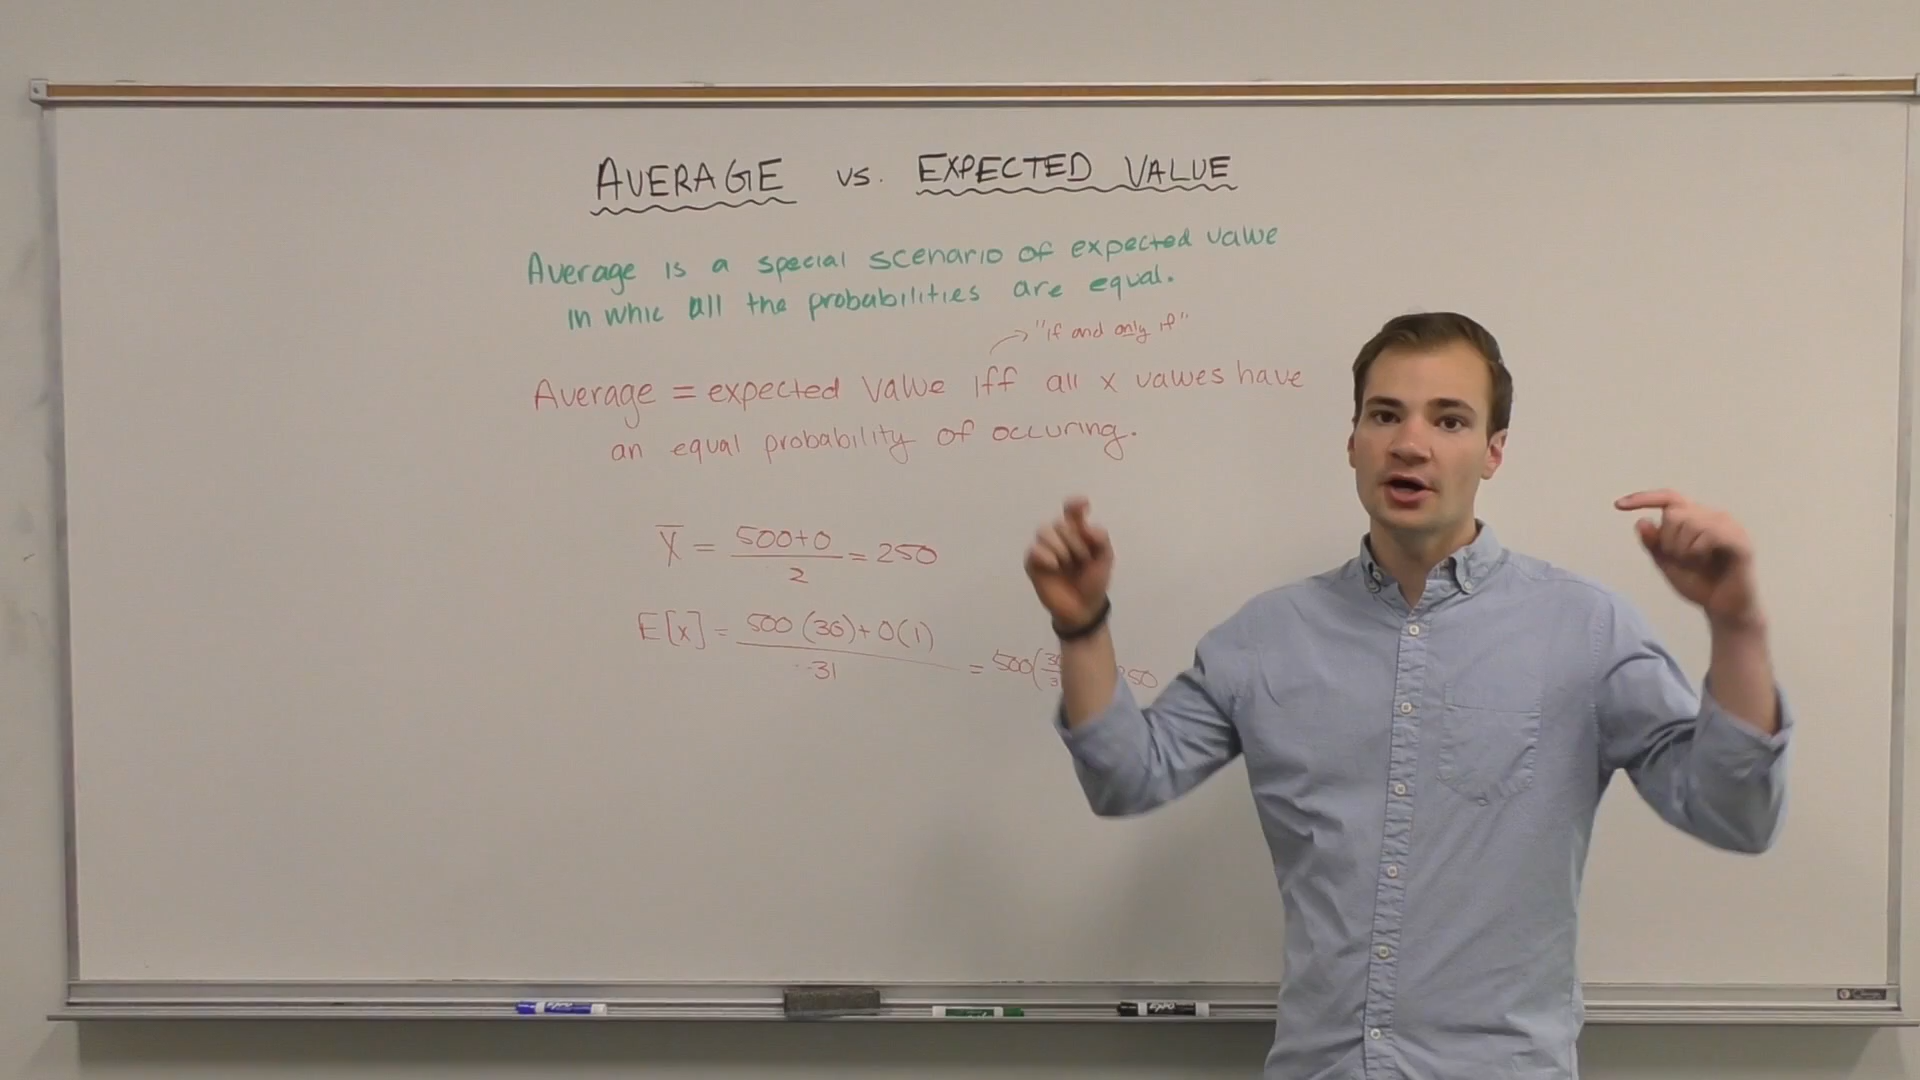 AVERAGE vs. EXPECTED VALUE
Average is a special scenario of expected value
in whic all the probabilities are equal.
"if and only if"
Average = expected value iff all x values have
an equal probability of occuring.
X̅ = 500+0 / 2 = 250
E[x] = 500(30)+0(1) / 31 = 500(
expo
expo